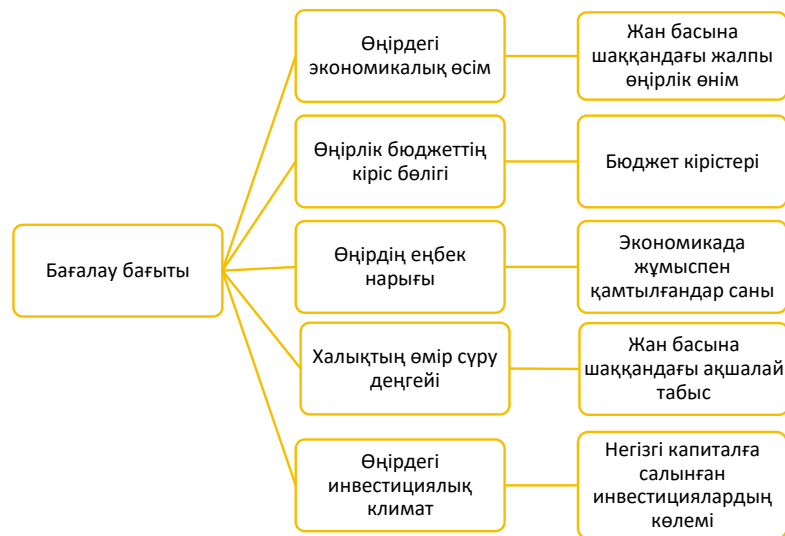 Өңірдегі
экономикалық өсім
Жан басына
шаққандағы жалпы
өңірлік өнім
Өңірлік бюджеттің
кіріс бөлігі
Бюджет кірістері
Бағалау бағыты
Өңірдің еңбек
нарығы
Экономикада
жұмыспен
қамтылғандар саны
Халықтың өмір сүру
деңгейі
Жан басына
шаққандағы ақшалай
табыс
Өңірдегі
инвестициялық
климат
Негізгі капиталға
салынған
инвестициялардың
көлемі